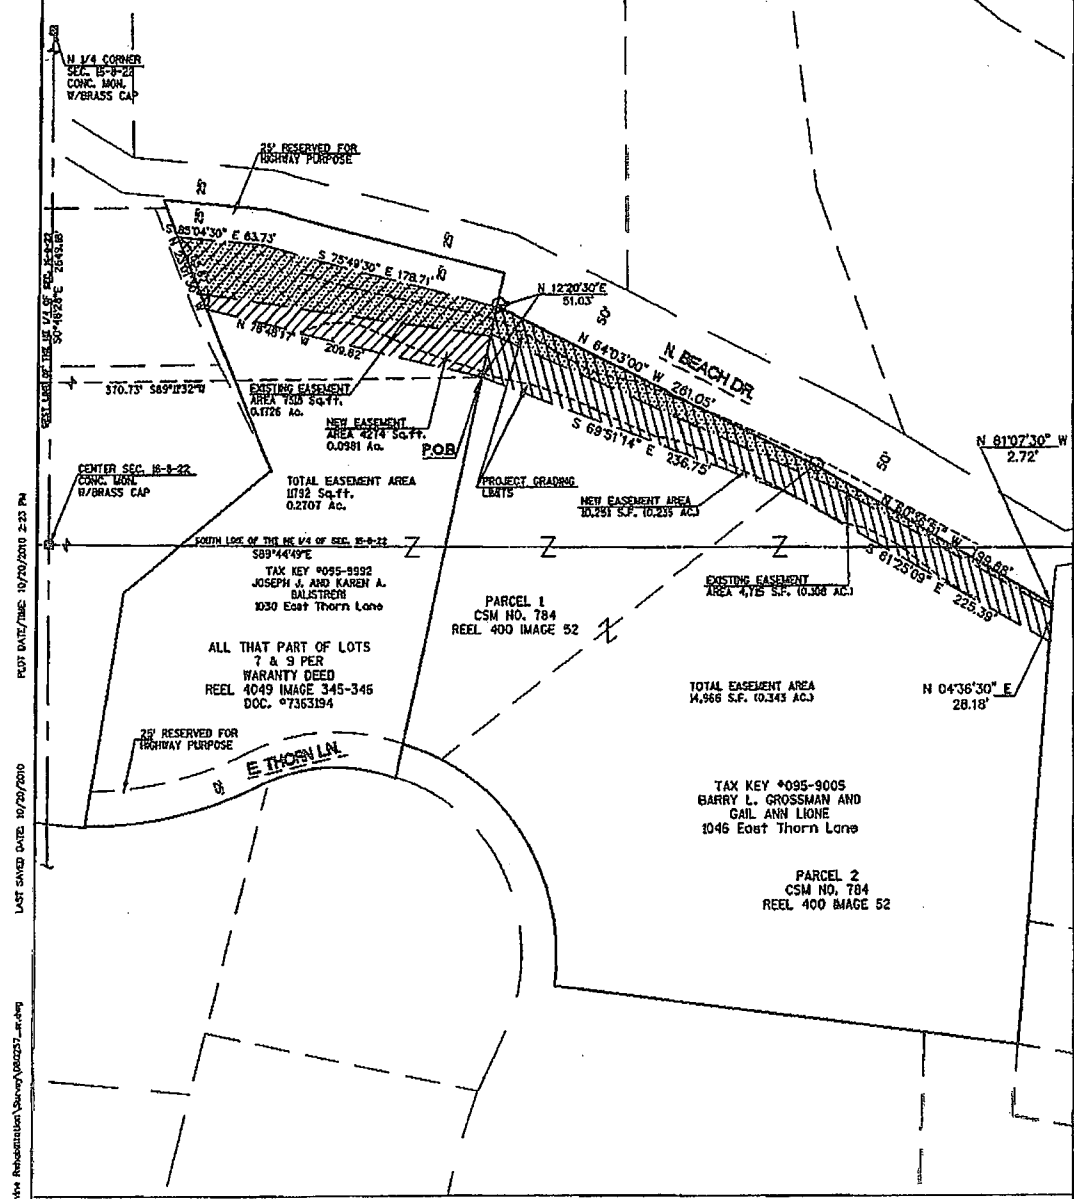 N 1/4 CORNER
SEC. 15-8-22
CONC. MON.
W/BRASS CAP
25' RESERVED FOR
HIGHWAY PURPOSE
25'
25'
25'
25'
S 85°04'30" E 63.73'
S 75°49'30" E 178.71'
N 12°20'30"E
51.03'
50'
N. BEACH DR.
N 64°03'00" W 261.05'
N 78°48'17" W 209.82'
370.73' S89°11'32"W
EXISTING EASEMENT
AREA 7518 Sq.ft.
0.1726 Ac.
NEW EASEMENT
AREA 4274 Sq.ft.
0.0981 Ac.
P.O.B
S 69°51'14" E 236.75'
50'
N 81°07'30" W
2.72'
CENTER SEC. 16-8-22
CONC. MON.
W/BRASS CAP
TOTAL EASEMENT AREA
11792 Sq.ft.
0.2707 Ac.
PROJECT GRADING
LIMITS
NEW EASEMENT AREA
10,251 S.F. (0.235 AC.)
SOUTH LINE OF THE NE 1/4 OF SEC. 16-8-22
S89°44'49"E
TAX KEY #095-9992
JOSEPH J. AND KAREN A.
BALISTRERI
1030 East Thorn Lane
EXISTING EASEMENT
AREA 4,715 S.F. (0.108 AC.)
S 61°25'09" E 225.39'
PARCEL 1
CSM NO. 784
REEL 400 IMAGE 52
ALL THAT PART OF LOTS
7 & 9 PER
WARANTY DEED
REEL 4049 IMAGE 345-346
DOC. #7363194
TOTAL EASEMENT AREA
14,966 S.F. (0.343 AC.)
N 04°36'30" E
28.18'
25' RESERVED FOR
HIGHWAY PURPOSE
E THORN LN.
25'
TAX KEY #095-9005
BARRY L. GROSSMAN AND
GAIL ANN LIONE
1046 East Thorn Lane
PARCEL 2
CSM NO. 784
REEL 400 IMAGE 52
PLOT DATE/TIME: 10/20/2010 2:23 PM
LAST SAVED DATE: 10/20/2010